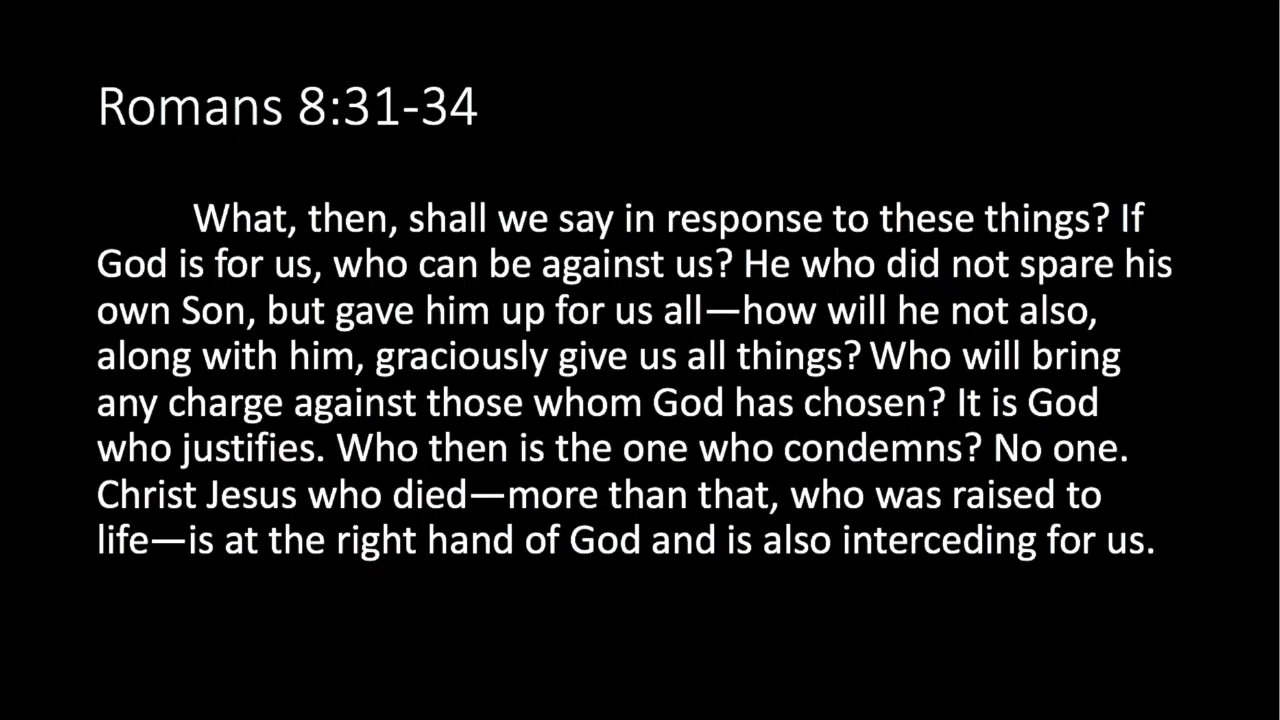 Romans 8:31-34
What, then, shall we say in response to these things? If
God is for us, who can be against us? He who did not spare his
own Son, but gave him up for us all—how will he not also,
along with him, graciously give us all things? Who will bring
any charge against those whom God has chosen? It is God
who justifies. Who then is the one who condemns? No one.
Christ Jesus who died—more than that, who was raised to
life—is at the right hand of God and is also interceding for us.